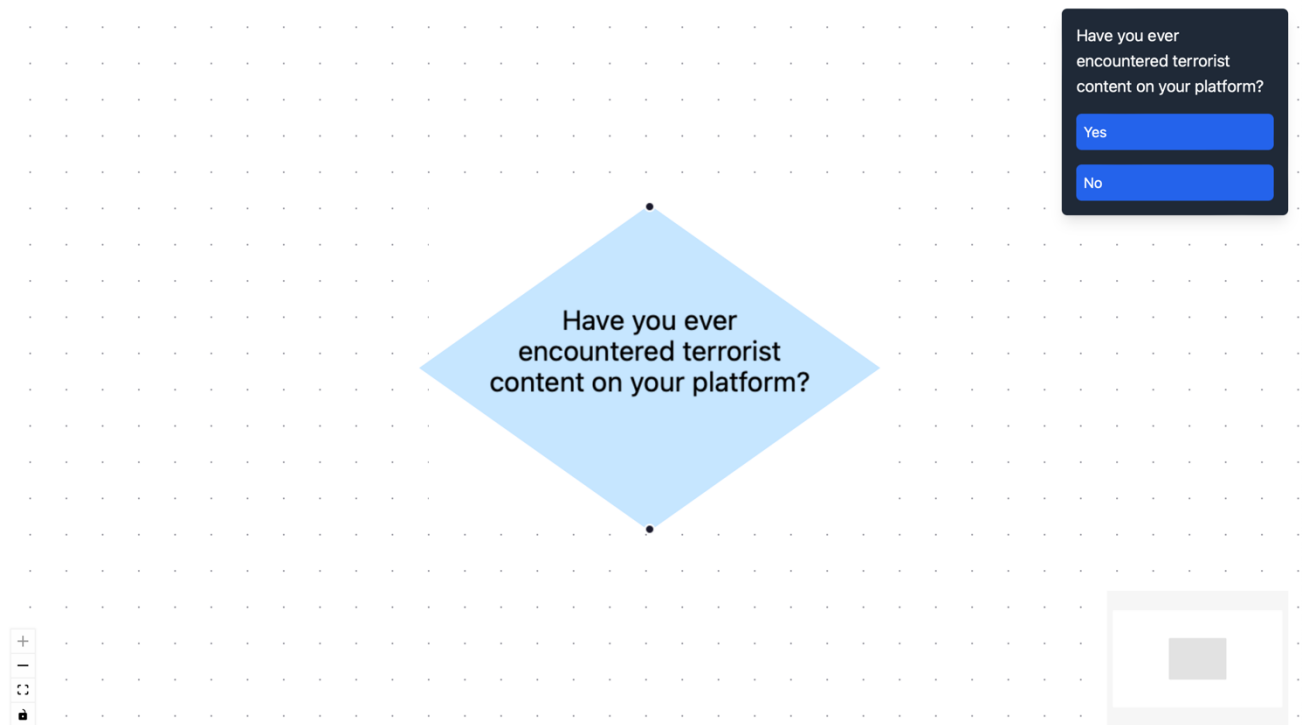 Have you ever
encountered terrorist
content on your platform?
Yes
No
Have you ever
encountered terrorist
content on your platform?